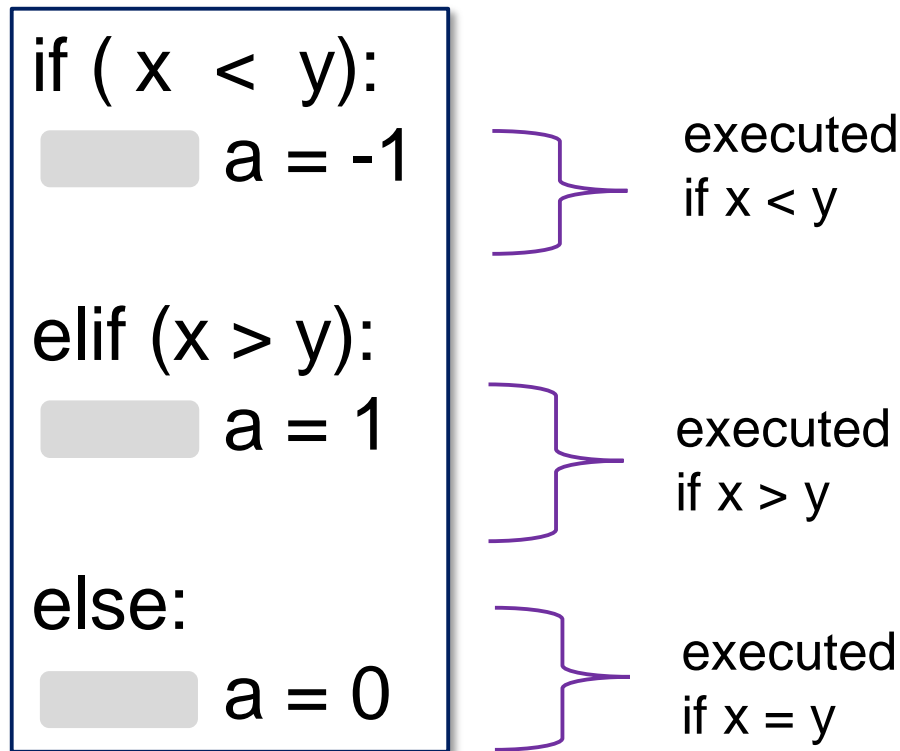 if ( x < y):
a = -1
executed
if x < y
elif (x > y):
a = 1
executed
if x > y
else:
a = 0
executed
if x = y